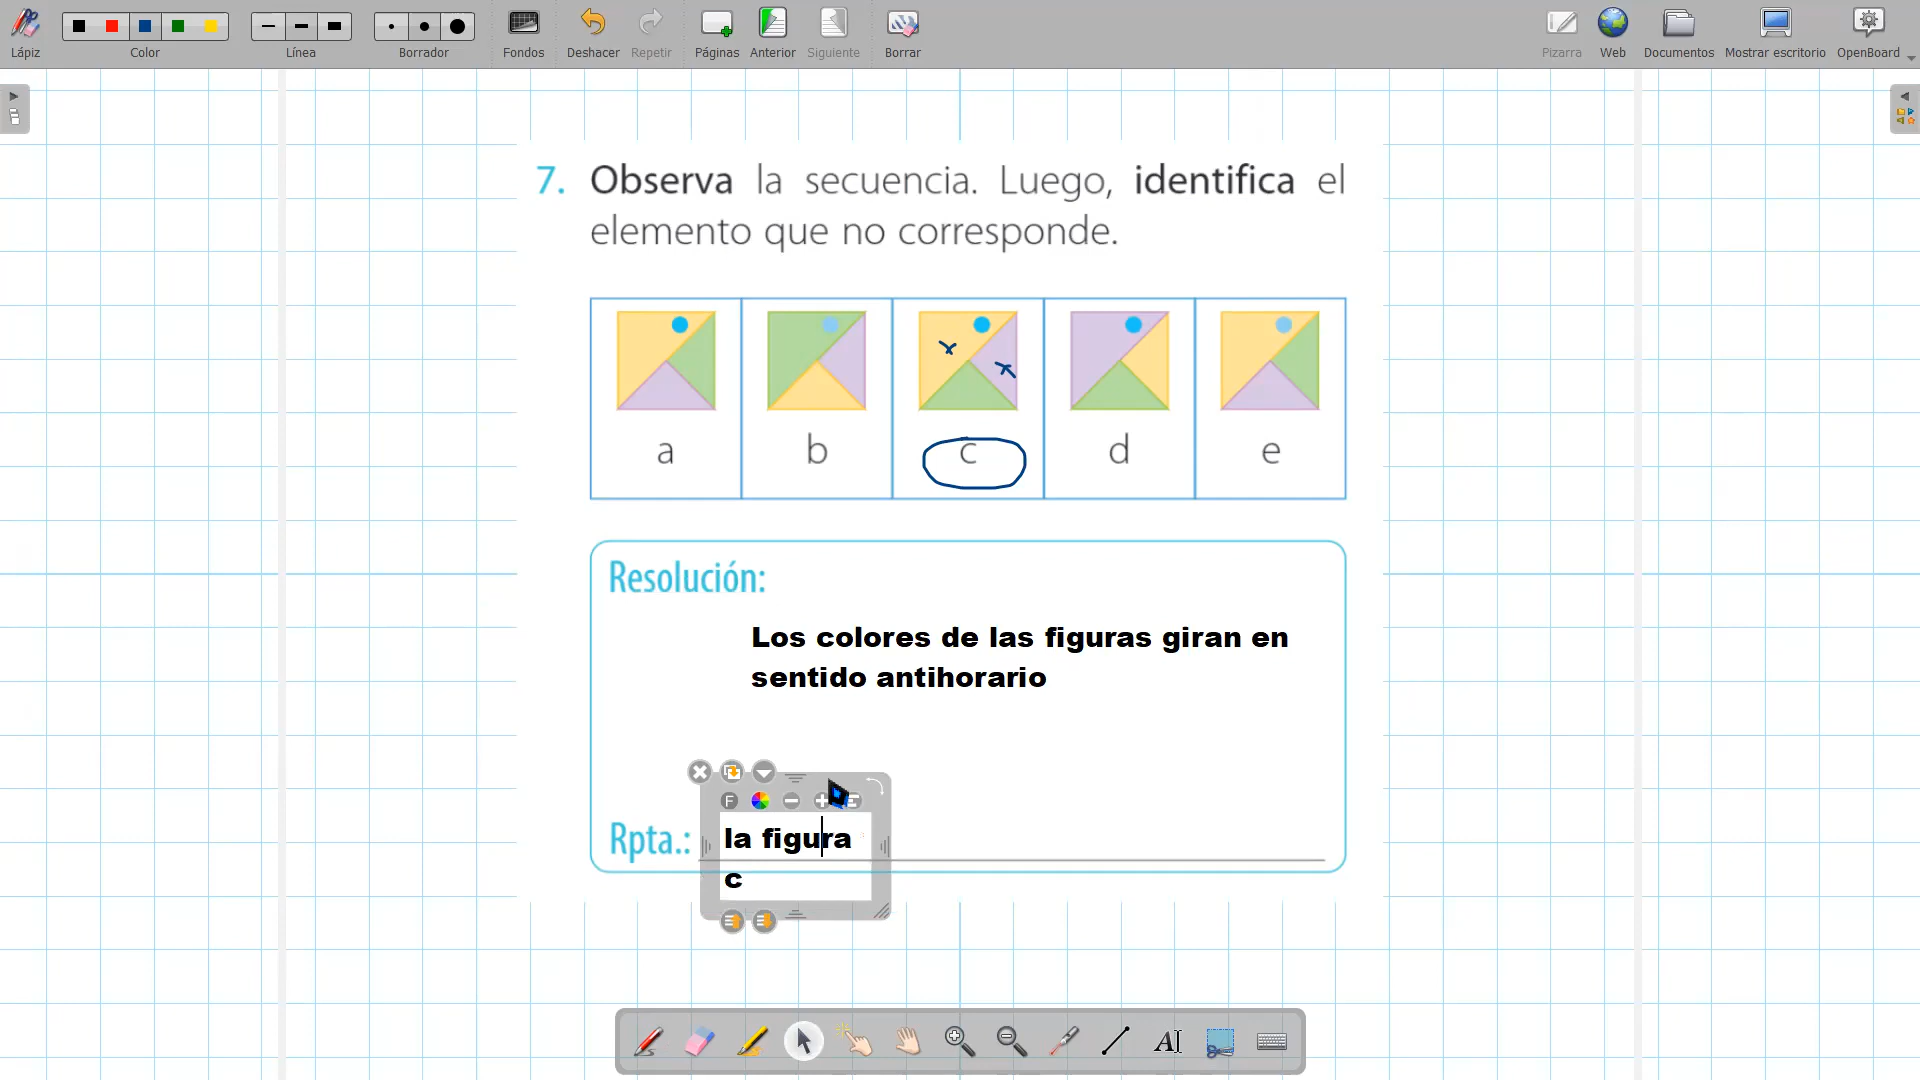 Lápiz
Color
Línea
Borrador
Fondos
Deshacer
Repetir
Páginas
Anterior
Siguiente
Borrar
Pizarra
Web
Documentos
Mostrar escritorio
OpenBoard
7. Observa la secuencia. Luego, identifica el
elemento que no corresponde.
a
b
c
d
e
Resolución:
Los colores de las figuras giran en
sentido antihorario
F
Rpta.: la figura
c
AI